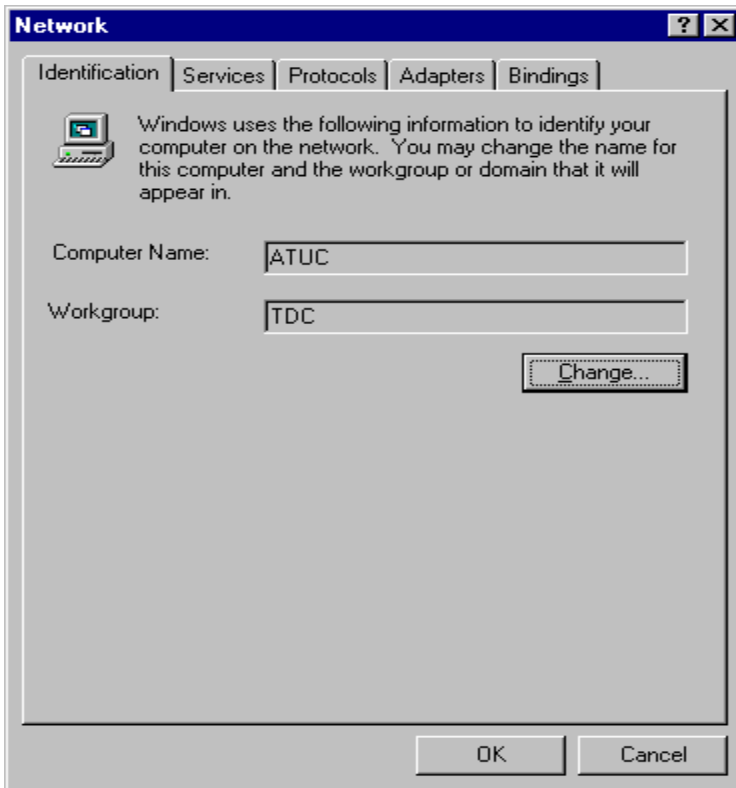 Network
Identification Services Protocols Adapters Bindings
Windows uses the following information to identify your
computer on the network. You may change the name for
this computer and the workgroup or domain that it will
appear in.
Computer Name: ATUC
Workgroup: TDC
Change...
OK Cancel